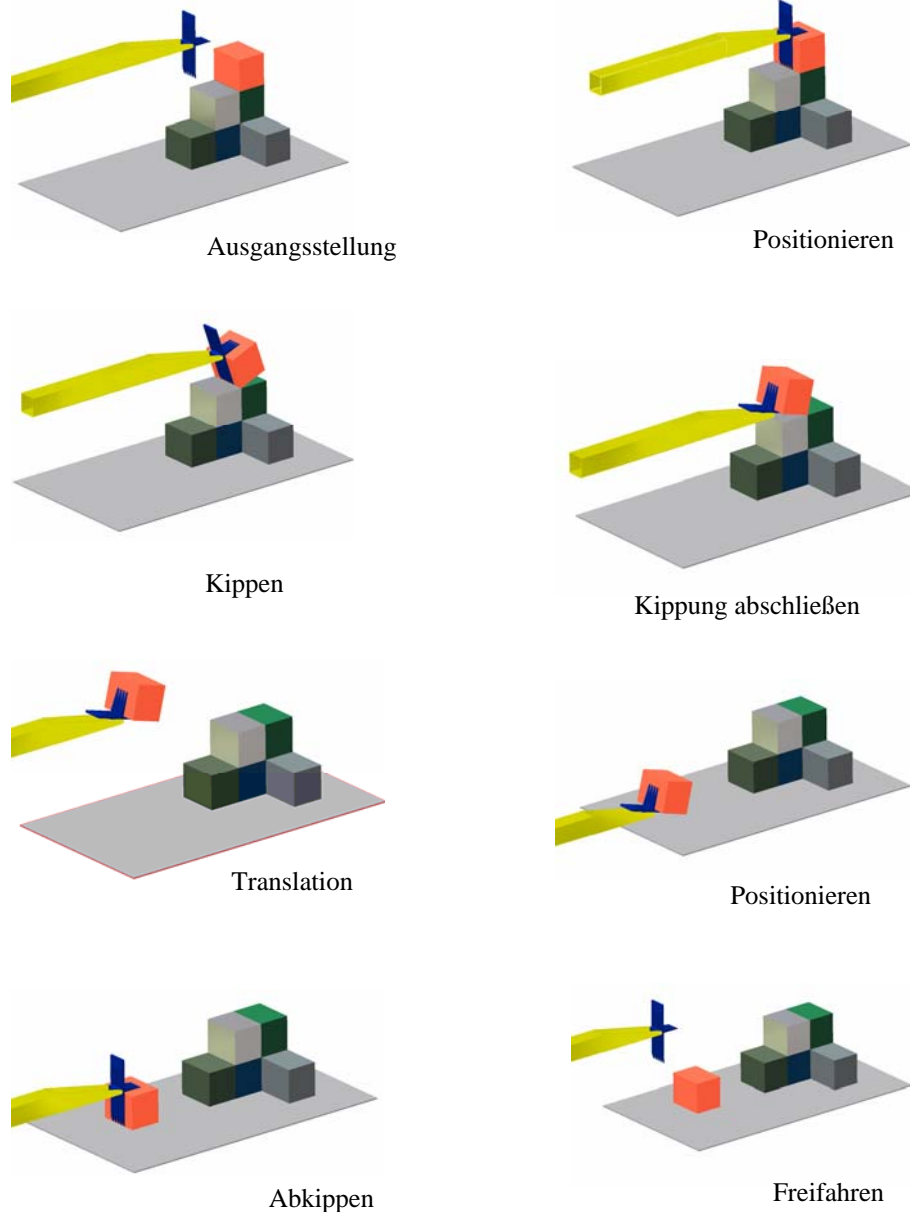 Ausgangsstellung
Positionieren
Kippen
Kippung abschließen
Translation
Positionieren
Abkippen
Freifahren